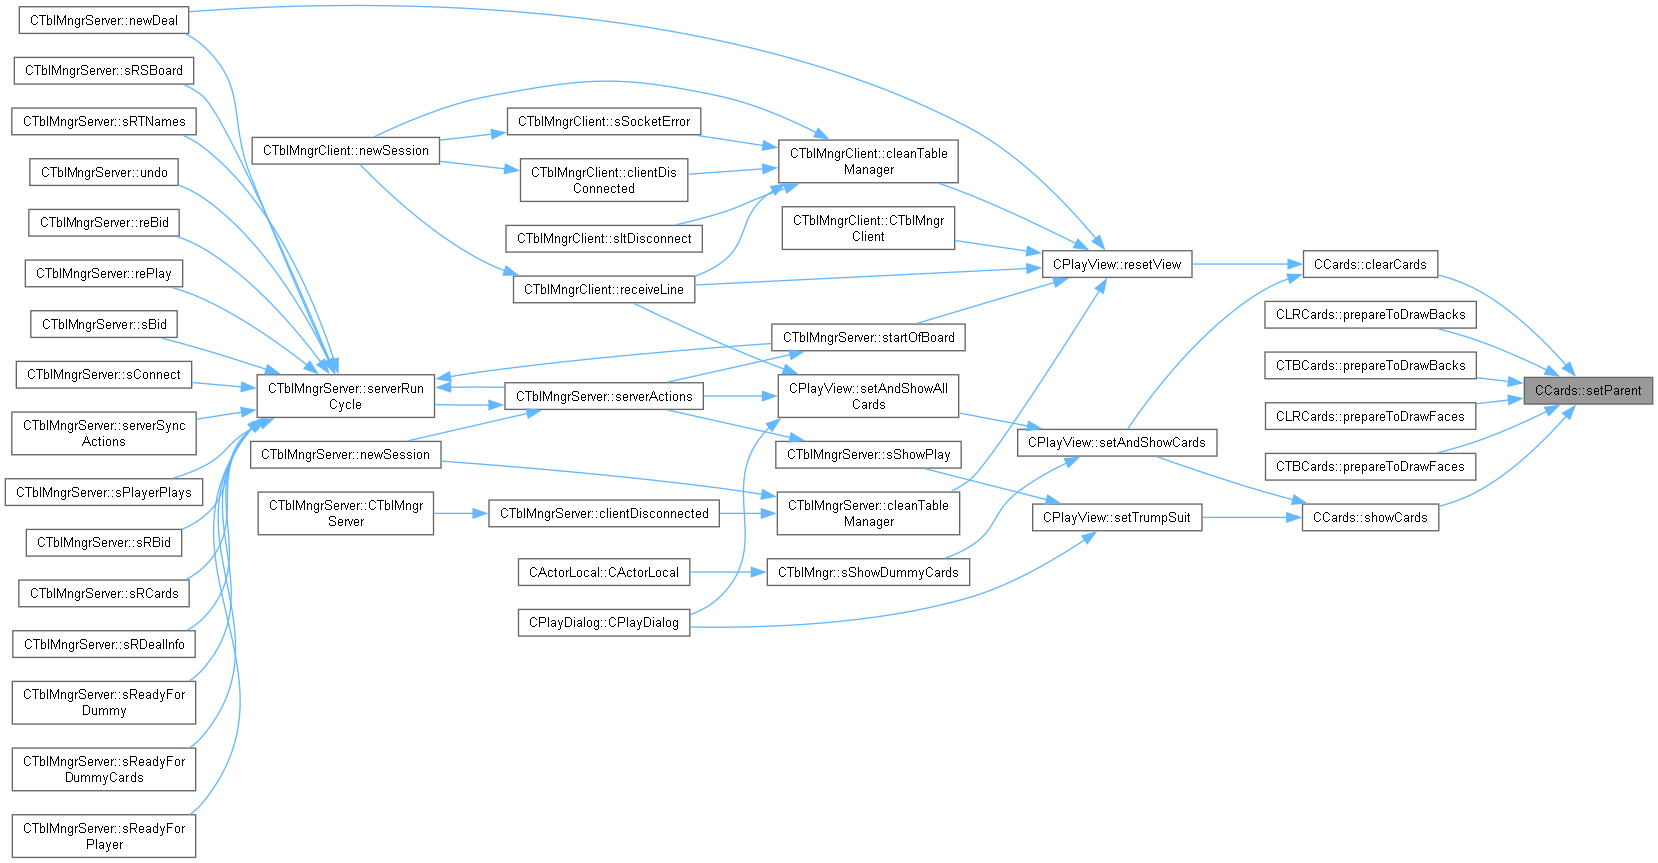 CTblMngrServer::newDeal
CTblMngrServer::sRSBoard
CTblMngrServer::sRTNames
CTblMngrServer::undo
CTblMngrServer::reBid
CTblMngrServer::rePlay
CTblMngrServer::sBid
CTblMngrServer::sConnect
CTblMngrServer::serverSync
Actions
CTblMngrServer::sPlayerPlays
CTblMngrServer::sRBid
CTblMngrServer::sRCards
CTblMngrServer::sRDealInfo
CTblMngrServer::sReadyFor
Dummy
CTblMngrServer::sReadyFor
DummyCards
CTblMngrServer::sReadyFor
Player
CTblMngrClient::newSession
CTblMngrServer::serverRun
Cycle
CTblMngrServer::newSession
CTblMngrServer::CTblMngr
Server
CTblMngrClient::sSocketError
CTblMngrClient::clientDis
Connected
CTblMngrClient::sltDisconnect
CTblMngrClient::receiveLine
CTblMngrServer::serverActions
CTblMngrServer::clientDisconnected
CActorLocal::CActorLocal
CPlayDialog::CPlayDialog
CTblMngrClient::cleanTable
Manager
CTblMngrClient::CTblMngr
Client
CTblMngrServer::startOfBoard
CPlayView::setAndShowAll
Cards
CTblMngrServer::sShowPlay
CTblMngrServer::cleanTable
Manager
CTblMngr::sShowDummyCards
CPlayView::resetView
CPlayView::setAndShowCards
CPlayView::setTrumpSuit
CCards::clearCards
CLRCards::prepareToDrawBacks
CTBCards::prepareToDrawBacks
CLRCards::prepareToDrawFaces
CTBCards::prepareToDrawFaces
CCards::showCards
CCards::setParent